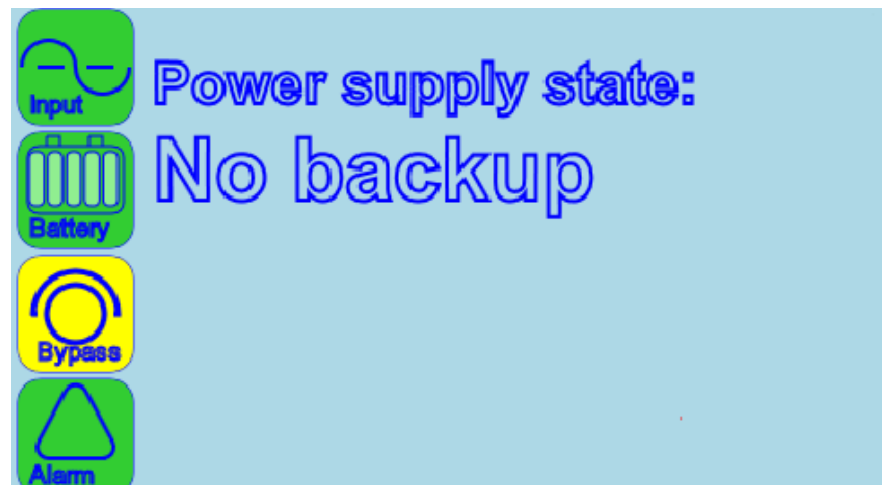 Input
Power supply state:
No backup
Battery
Bypass
Alarm